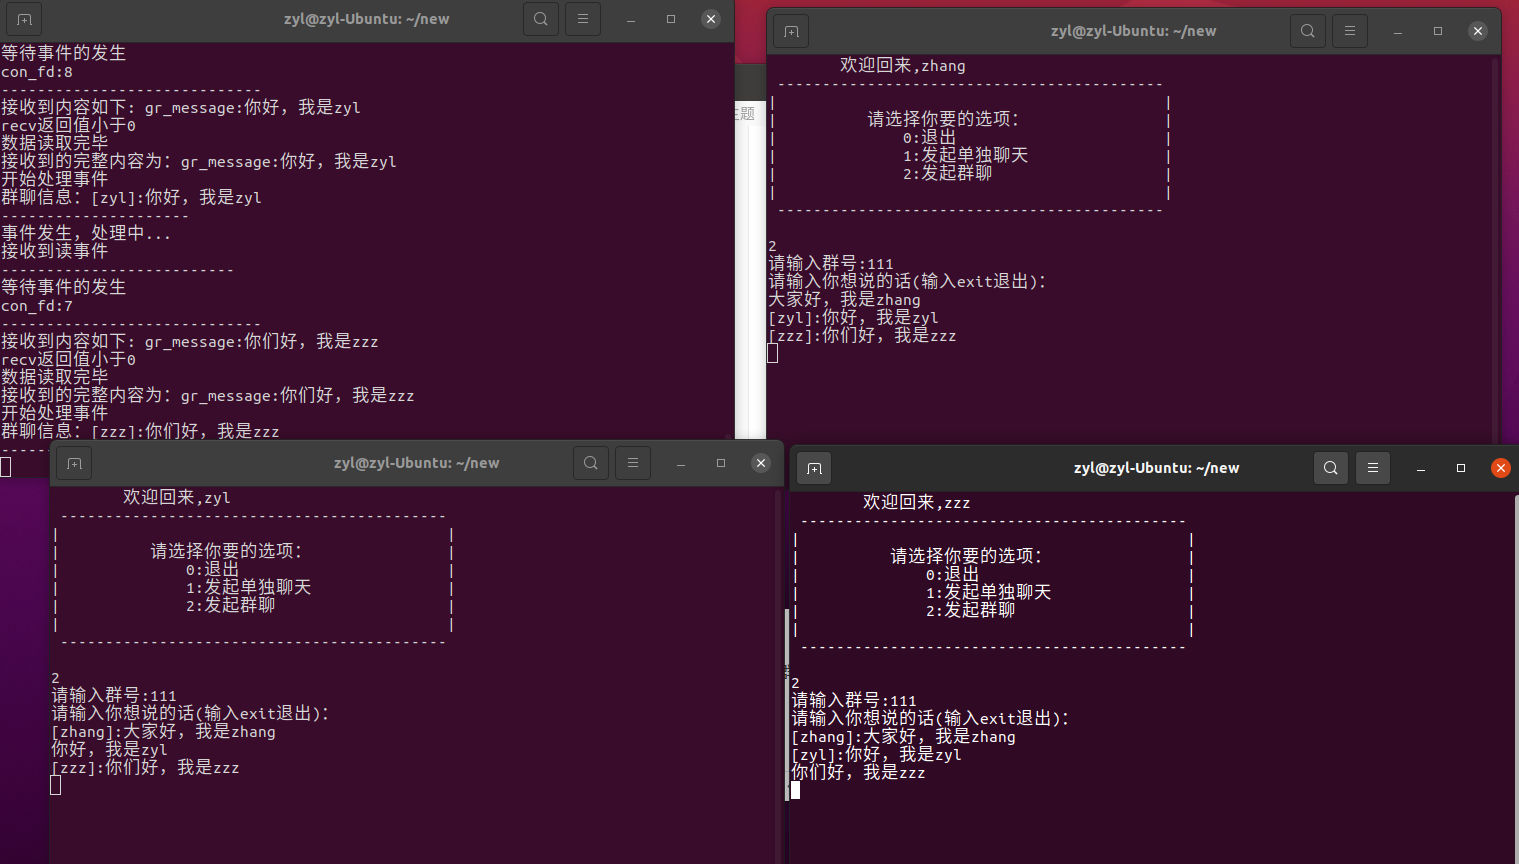 zyl@zyl-Ubuntu: ~/new
等待事件的发生
con_fd:8
-----------------------------
接收到内容如下: gr_message:你好，我是zyl
recv返回值小于0
数据读取完毕
接收到的完整内容为：gr_message:你好，我是zyl
开始处理事件
群聊信息：[zyl]:你好，我是zyl
---------------------
事件发生，处理中...
接收到读事件
--------------------------
等待事件的发生
con_fd:7
-----------------------------
接收到内容如下: gr_message:你们好，我是zzz
recv返回值小于0
数据读取完毕
接收到的完整内容为：gr_message:你们好，我是zzz
开始处理事件
群聊信息：[zzz]:你们好，我是zzz
-----
主题
zyl@zyl-Ubuntu: ~/new
欢迎回来,zhang
-------------------------------------------
| |
| 请选择你要的选项： |
| 0:退出 |
| 1:发起单独聊天 |
| 2:发起群聊 |
| |
-------------------------------------------
2
请输入群号:111
请输入你想说的话(输入exit退出)：
大家好，我是zhang
[zyl]:你好，我是zyl
[zzz]:你们好，我是zzz
zyl@zyl-Ubuntu: ~/new
欢迎回来,zyl
-------------------------------------------
| |
| 请选择你要的选项： |
| 0:退出 |
| 1:发起单独聊天 |
| 2:发起群聊 |
| |
-------------------------------------------
2
请输入群号:111
请输入你想说的话(输入exit退出)：
[zhang]:大家好，我是zhang
你好，我是zyl
[zzz]:你们好，我是zzz
zyl@zyl-Ubuntu: ~/new
欢迎回来,zzz
-------------------------------------------
| |
| 请选择你要的选项： |
| 0:退出 |
| 1:发起单独聊天 |
| 2:发起群聊 |
| |
-------------------------------------------
2
请输入群号:111
请输入你想说的话(输入exit退出)：
[zhang]:大家好，我是zhang
[zyl]:你好，我是zyl
你们好，我是zzz